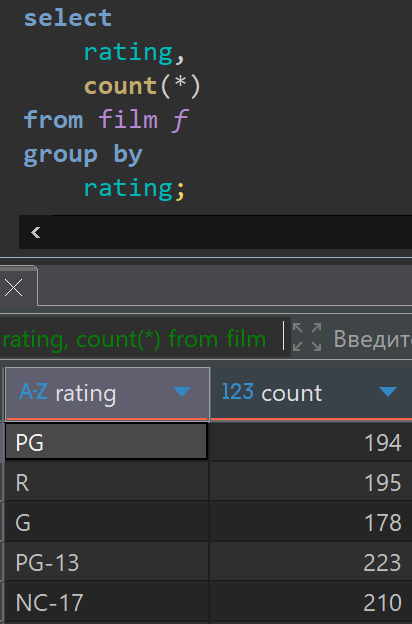 select
rating,
count(*)
from film f
group by
rating;
rating, count(*) from film Введите
A-Z rating 123 count
PG 194
R 195
G 178
PG-13 223
NC-17 210